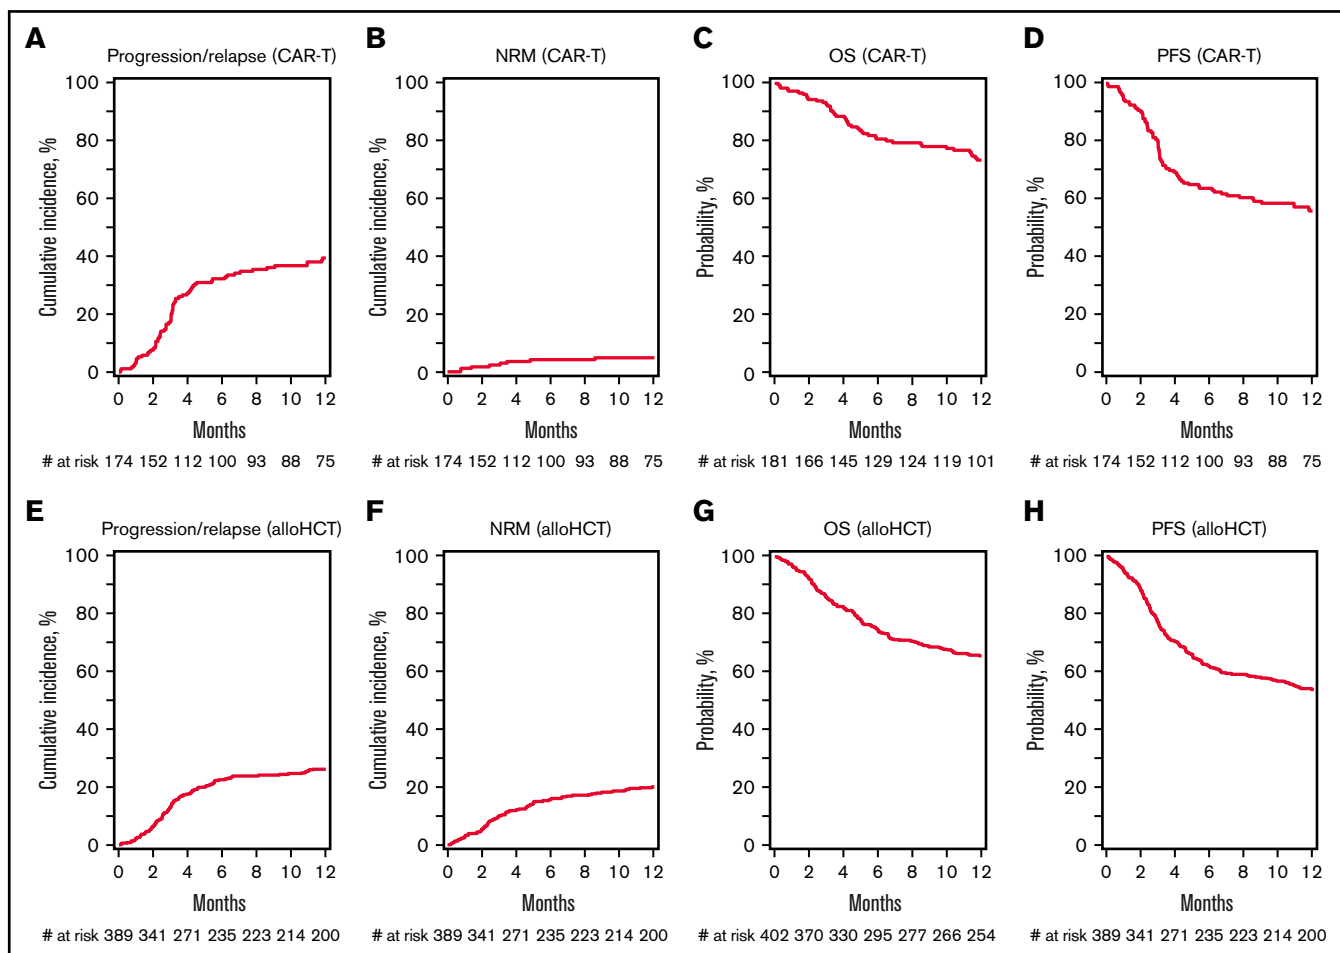 A
Progression/relapse (CAR-T)
Cumulative incidence, %
100
80
60
40
20
0
0 2 4 6 8 10 12
Months
# at risk 174 152 112 100 93 88 75
B
NRM (CAR-T)
Cumulative incidence, %
100
80
60
40
20
0
0 2 4 6 8 10 12
Months
174 152 112 100 93 88 75
# at risk
C
OS (CAR-T)
Probability, %
100
80
60
40
20
0
0 2 4 6 8 10 12
Months
# at risk 181 166 145 129 124 119 101
D
PFS (CAR-T)
Probability, %
100
80
60
40
20
0
0 2 4 6 8 10 12
Months
# at risk 174 152 112 100 93 88 75
E
Progression/relapse (alloHCT)
Cumulative incidence, %
100
80
60
40
20
0
0 2 4 6 8 10 12
Months
# at risk 389 341 271 235 223 214 200
F
NRM (alloHCT)
Cumulative incidence, %
100
80
60
40
20
0
0 2 4 6 8 10 12
Months
# at risk 389 341 271 235 223 214 200
G
OS (alloHCT)
Probability, %
100
80
60
40
20
0
0 2 4 6 8 10 12
Months
# at risk 402 370 330 295 277 266 254
H
PFS (alloHCT)
Probability, %
100
80
60
40
20
0
0 2 4 6 8 10 12
Months
# at risk 389 341 271 235 223 214 200